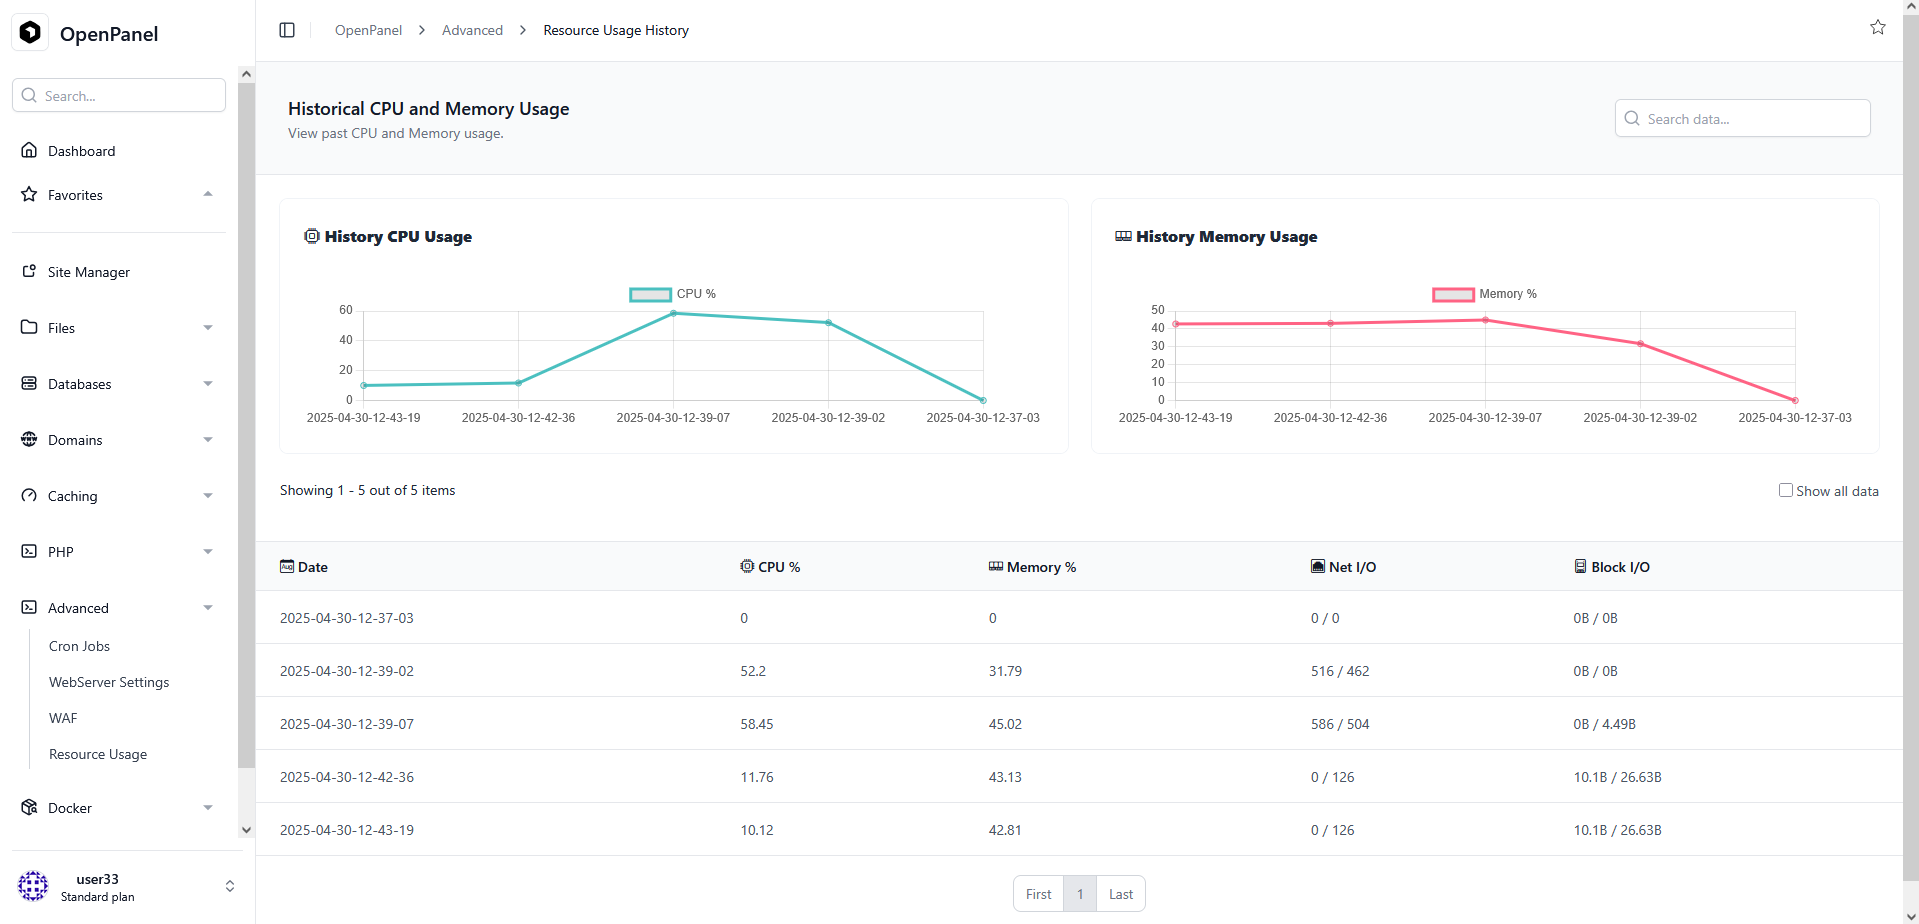 OpenPanel
Search...
Dashboard
Favorites
Site Manager
Files
Databases
Domains
Caching
PHP
Advanced
Cron Jobs
WebServer Settings
WAF
Resource Usage
Docker
user33
Standard plan
OpenPanel > Advanced > Resource Usage History
Historical CPU and Memory Usage
View past CPU and Memory usage.
Search data...
History CPU Usage
CPU %
60
40
20
0
2025-04-30-12-43-19 2025-04-30-12-42-36 2025-04-30-12-39-07 2025-04-30-12-39-02 2025-04-30-12-37-03
History Memory Usage
Memory %
50
40
30
20
10
0
2025-04-30-12-43-19 2025-04-30-12-42-36 2025-04-30-12-39-07 2025-04-30-12-39-02 2025-04-30-12-37-03
Showing 1 - 5 out of 5 items
Show all data
Date CPU % Memory % Net I/O Block I/O
2025-04-30-12-37-03 0 0 0 / 0 0B / 0B
2025-04-30-12-39-02 52.2 31.79 516 / 462 0B / 0B
2025-04-30-12-39-07 58.45 45.02 586 / 504 0B / 4.49B
2025-04-30-12-42-36 11.76 43.13 0 / 126 10.1B / 26.63B
2025-04-30-12-43-19 10.12 42.81 0 / 126 10.1B / 26.63B
First 1 Last